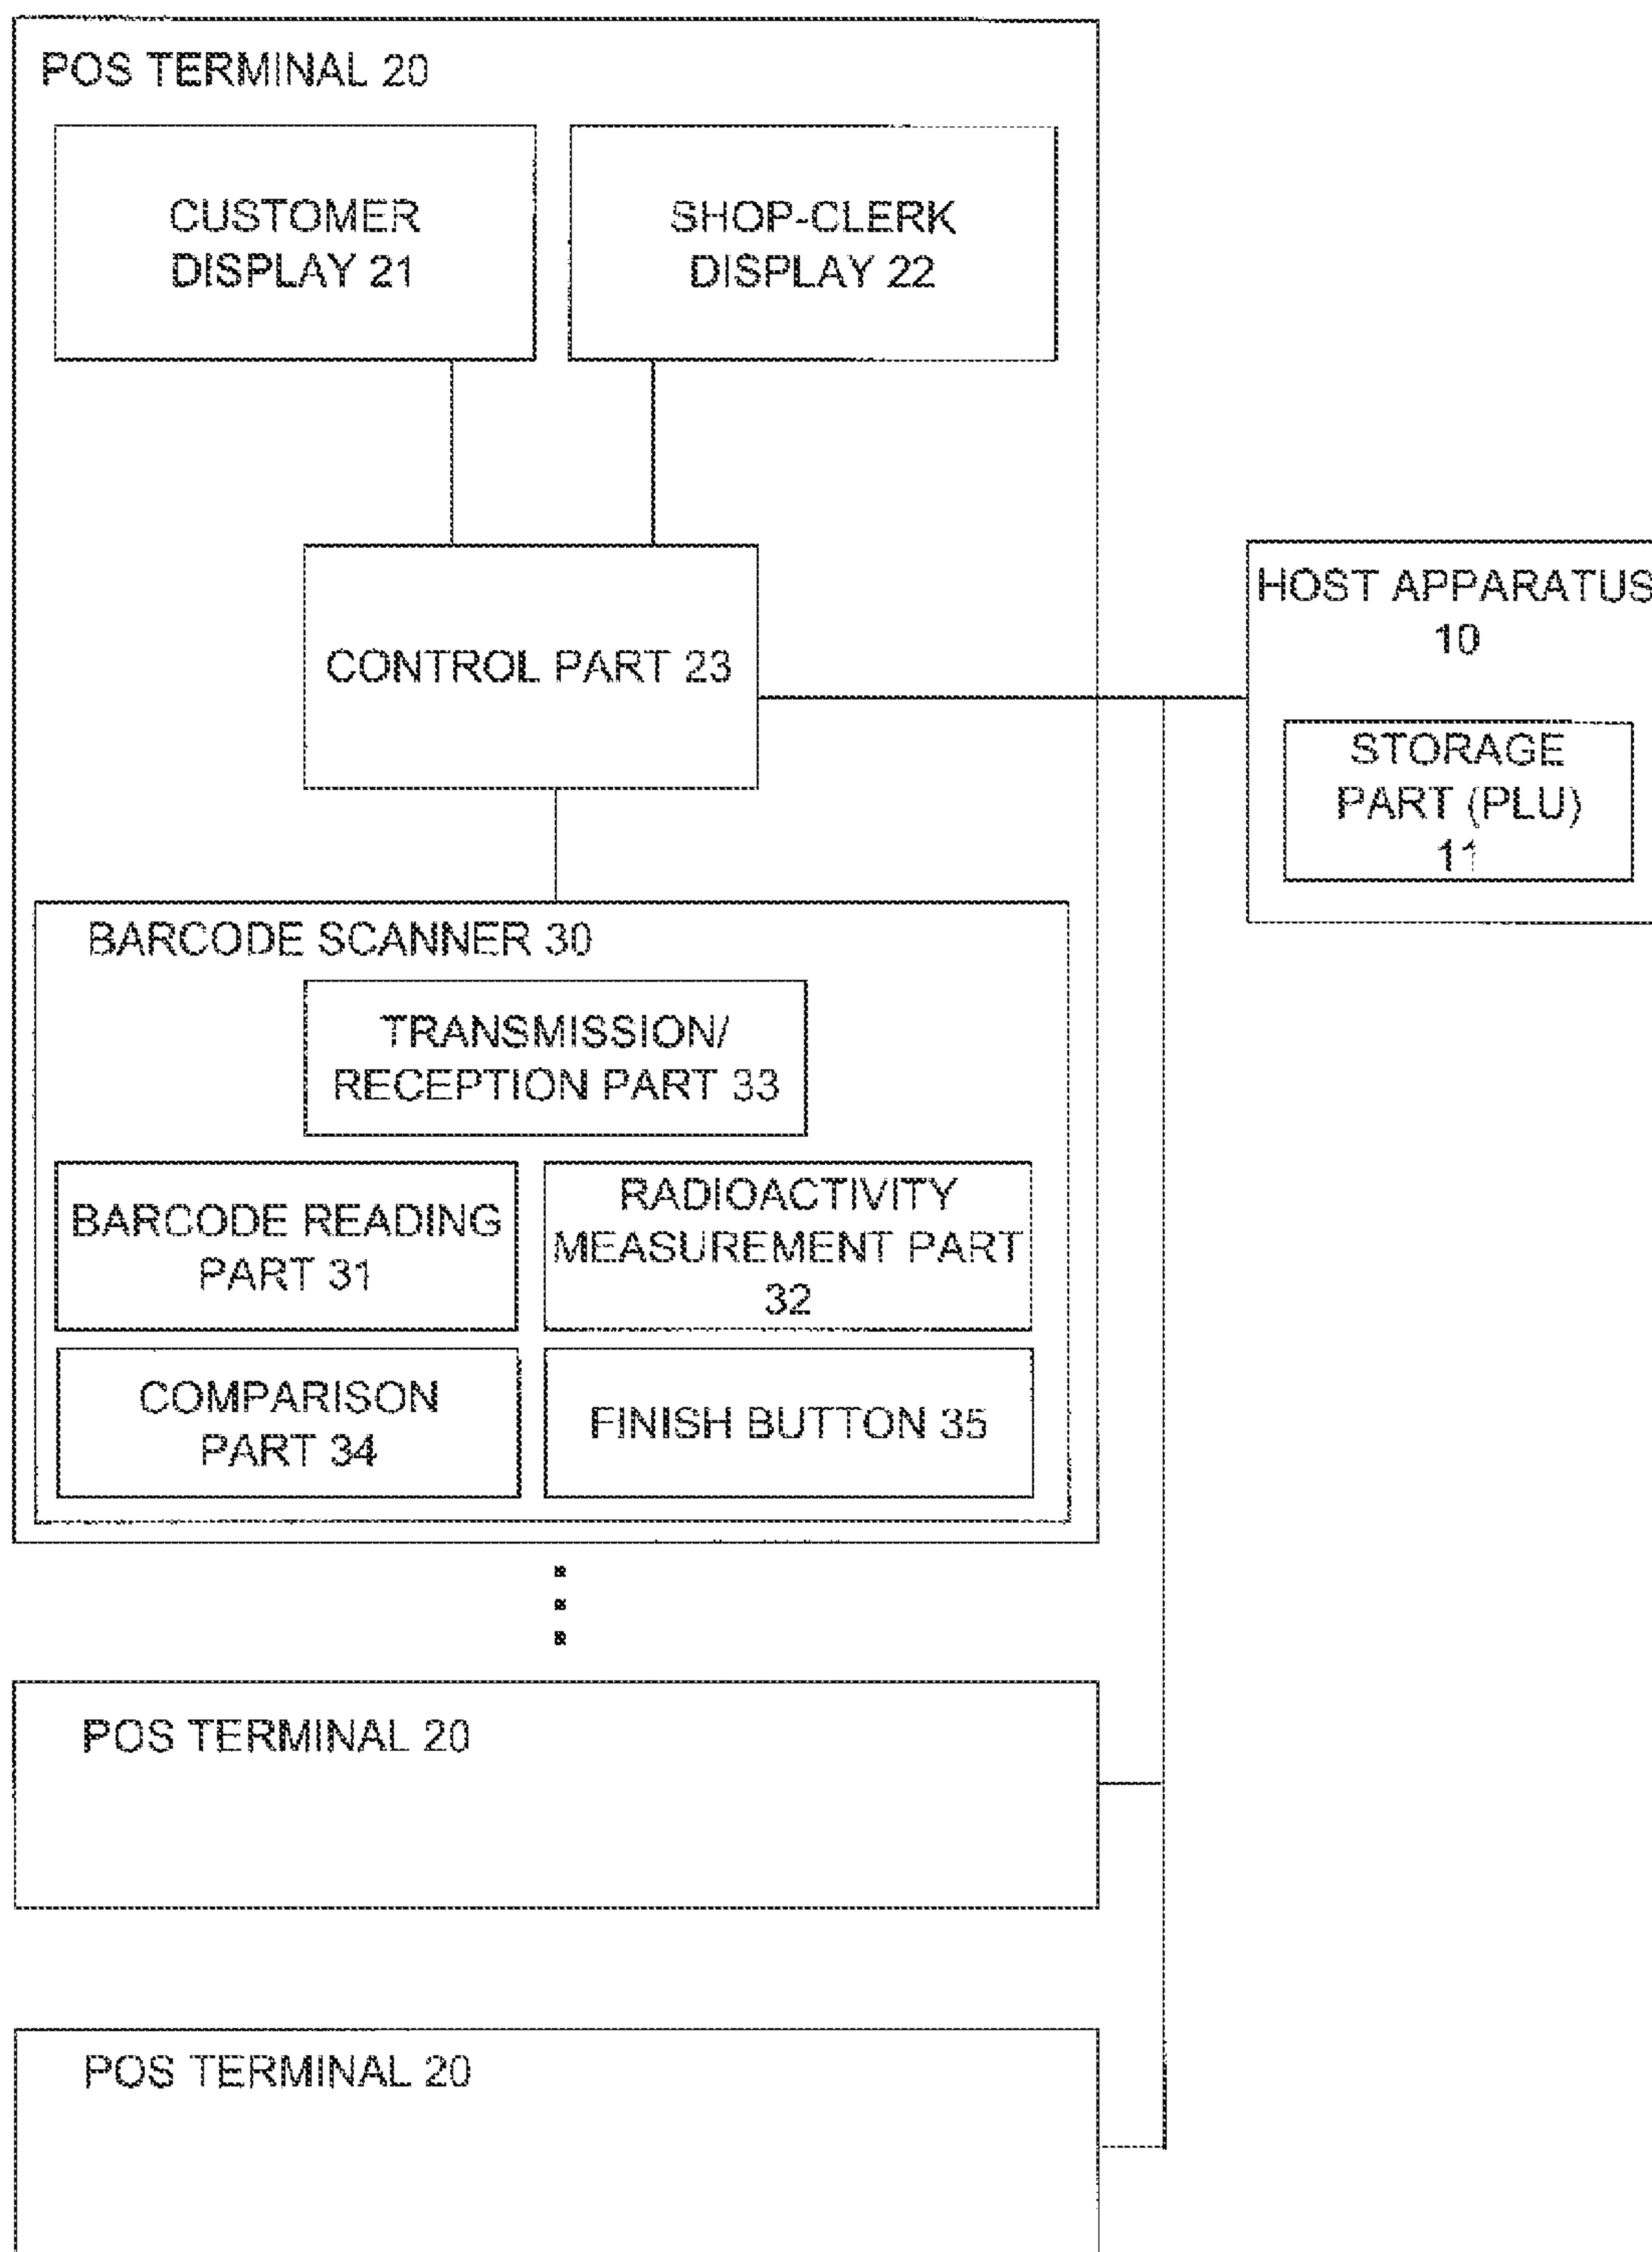 POS TERMINAL 20
CUSTOMER
DISPLAY 21
SHOP-CLERK
DISPLAY 22
CONTROL PART 23
HOST APPARATUS
10
STORAGE
PART (PLU)
11
BARCODE SCANNER 30
TRANSMISSION/
RECEPTION PART 33
BARCODE READING
PART 31
RADIOACTIVITY
MEASUREMENT PART
32
COMPARISON
PART 34
FINISH BUTTON 35
POS TERMINAL 20
POS TERMINAL 20